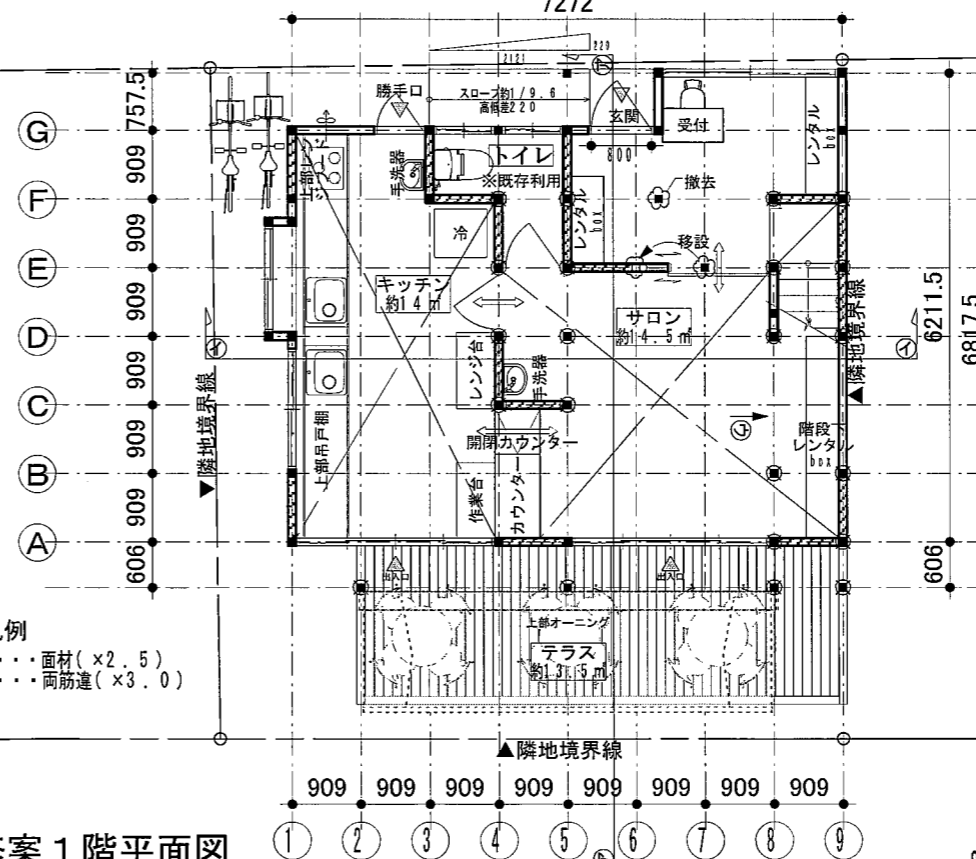 7272
220
2121
ア
757.5
勝手口
スロープ約1/9.6
高低差220
玄関
受付
レンタル
box
G
トイレ
800
909
手洗器
※既存利用
撤去
F
レンタル
box
冷
移設
909
E
キッチン
約14㎡
サロン
約14.5㎡
909
6211.5
6817.5
▲隣地境界線
D
イ
イ
レンジ台
手洗器
909
▼隣地境界線
C
開閉カウンター
階段下
レンタル
box
909
上部吊戸棚
B
作業台
カウンター
909
A
606
606
出入口
出入口
上部オーニング
テラス
約13.5㎡
例
・・・面材(×2.5)
・・・両筋違(×3.0)
▲隣地境界線
909 909 909 909 909 909 909 909
案1階平面図
1 2 3 4 5 6 7 8 9